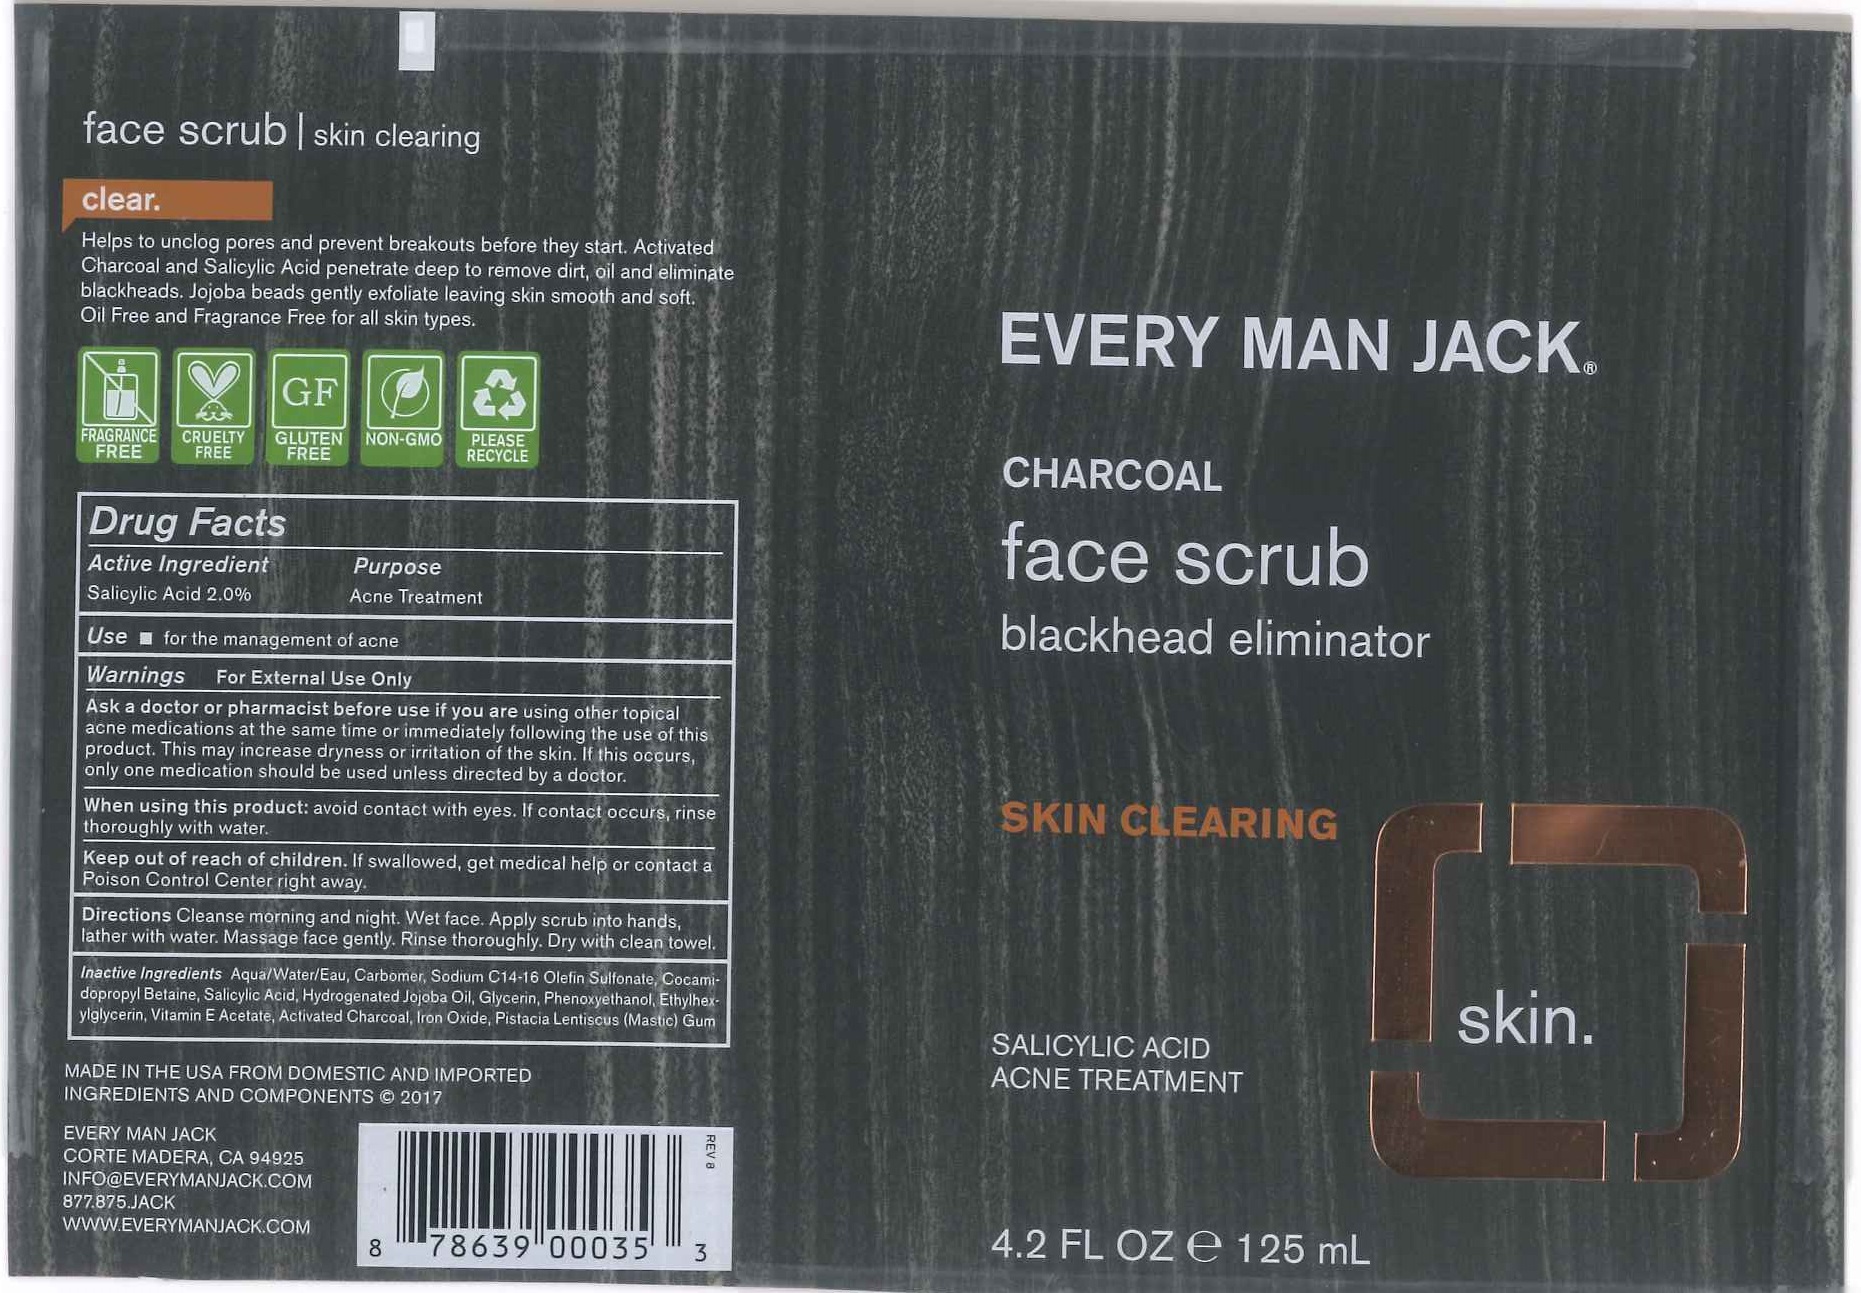 face scrub | skin clearing
clear.
Helps to unclog pores and prevent breakouts before they start. Activated
Charcoal and Salicylic Acid penetrate deep to remove dirt, oil and eliminate
blackheads. Jojoba beads gently exfoliate leaving skin smooth and soft.
Oil Free and Fragrance Free for all skin types.
FRAGRANCE
FREE
CRUELTY
FREE
GF
GLUTEN
FREE
NON-GMO
PLEASE
RECYCLE
Drug Facts
Active Ingredient Purpose
Salicylic Acid 2.0% Acne Treatment
Use ■ for the management of acne
Warnings For External Use Only
Ask a doctor or pharmacist before use if you are using other topical
acne medications at the same time or immediately following the use of this
product. This may increase dryness or irritation of the skin. If this occurs,
only one medication should be used unless directed by a doctor.
When using this product: avoid contact with eyes. If contact occurs, rinse
thoroughly with water.
Keep out of reach of children. If swallowed, get medical help or contact a
Poison Control Center right away.
Directions Cleanse morning and night. Wet face. Apply scrub into hands,
lather with water. Massage face gently. Rinse thoroughly. Dry with clean towel.
Inactive Ingredients Aqua/Water/Eau, Carbomer, Sodium C14-16 Olefin Sulfonate, Cocami-
dopropyl Betaine, Salicylic Acid, Hydrogenated Jojoba Oil, Glycerin, Phenoxyethanol, Ethylhex-
ylglycerin, Vitamin E Acetate, Activated Charcoal, Iron Oxide, Pistacia Lentiscus (Mastic) Gum
MADE IN THE USA FROM DOMESTIC AND IMPORTED
INGREDIENTS AND COMPONENTS © 2017
EVERY MAN JACK
CORTE MADERA, CA 94925
INFO@EVERYMANJACK.COM
877.875.JACK
WWW.EVERYMANJACK.COM
REV 8
8 78639 00035 3
EVERY MAN JACK®
CHARCOAL
face scrub
blackhead eliminator
SKIN CLEARING
skin.
SALICYLIC ACID
ACNE TREATMENT
4.2 FL OZ ℮ 125 mL